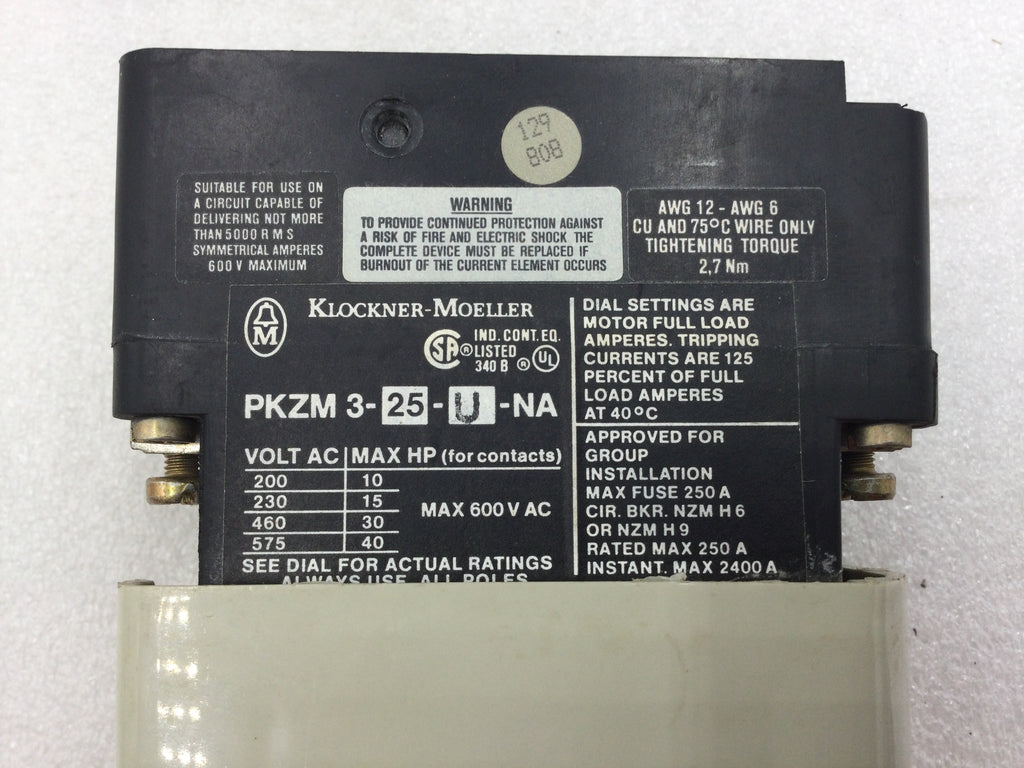 129
808
SUITABLE FOR USE ON
A CIRCUIT CAPABLE OF
DELIVERING NOT MORE
THAN 5000 R M S
SYMMETRICAL AMPERES
600 V MAXIMUM
WARNING
TO PROVIDE CONTINUED PROTECTION AGAINST
A RISK OF FIRE AND ELECTRIC SHOCK THE
COMPLETE DEVICE MUST BE REPLACED IF
BURNOUT OF THE CURRENT ELEMENT OCCURS
AWG 12 - AWG 6
CU AND 75°C WIRE ONLY
TIGHTENING TORQUE
2,7 Nm
M
KLOCKNER-MOELLER
SA ® IND. CONT. EQ.
LISTED
340 B ® UL
PKZM 3-25-U-NA
VOLT AC MAX HP (for contacts)
200 10
230 15
460 30
575 40
MAX 600 V AC
SEE DIAL FOR ACTUAL RATINGS
ALWAYS USE ALL POLES
DIAL SETTINGS ARE
MOTOR FULL LOAD
AMPERES. TRIPPING
CURRENTS ARE 125
PERCENT OF FULL
LOAD AMPERES
AT 40°C
APPROVED FOR
GROUP
INSTALLATION
MAX FUSE 250 A
CIR. BKR. NZM H 6
OR NZM H 9
RATED MAX 250 A
INSTANT. MAX 2400 A